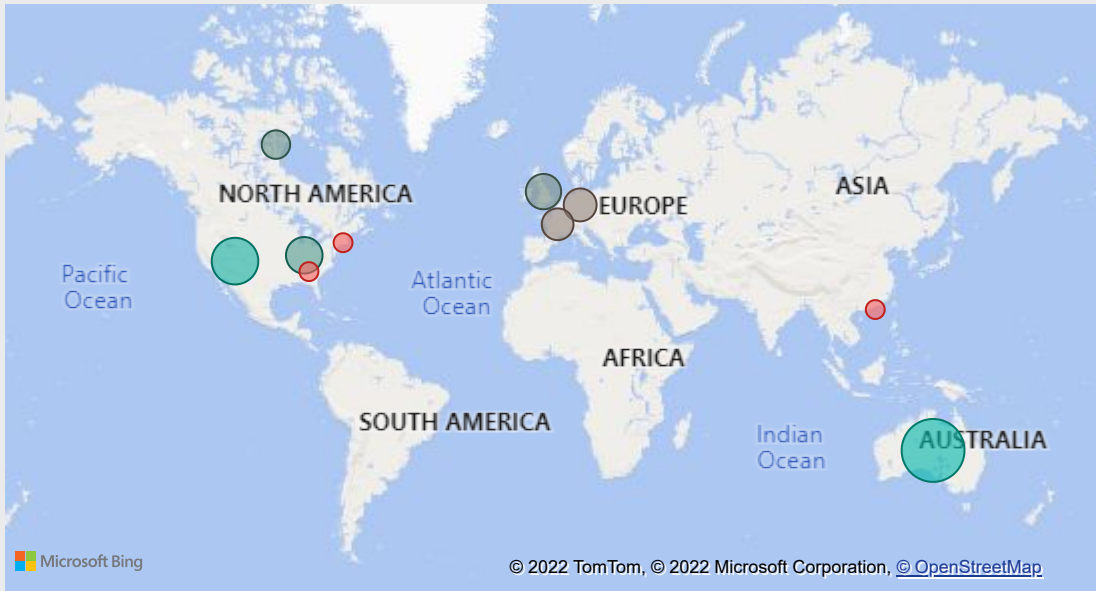 NORTH AMERICA
ASIA
EUROPE
Pacific
Ocean
Atlantic
Ocean
AFRICA
SOUTH AMERICA
Indian
Ocean
AUSTRALIA
Microsoft Bing
© 2022 TomTom, © 2022 Microsoft Corporation, © OpenStreetMap